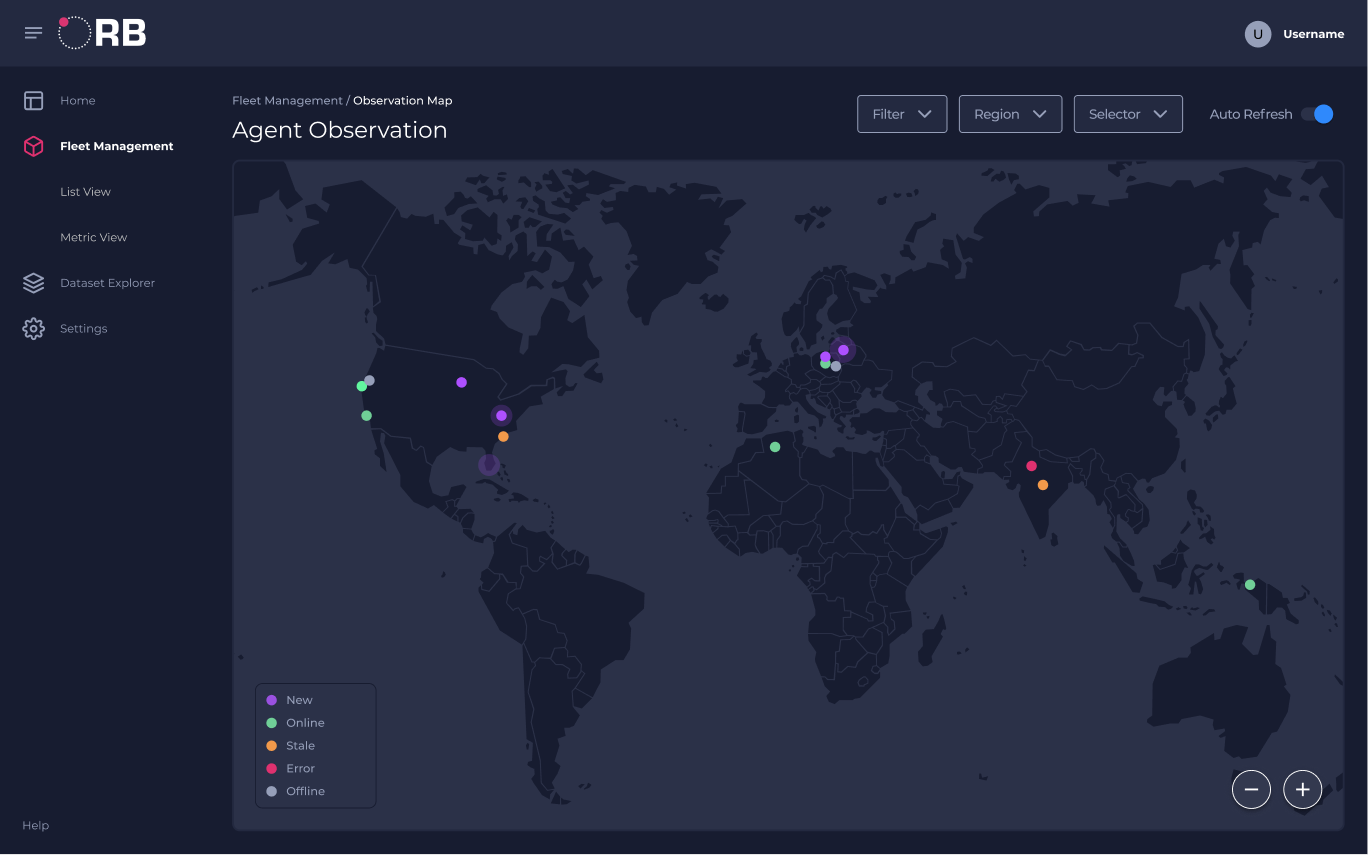 ORB
U Username
Home
Fleet Management
List View
Metric View
Dataset Explorer
Settings
Help
Fleet Management / Observation Map
Agent Observation
Filter Region Selector Auto Refresh
New
Online
Stale
Error
Offline